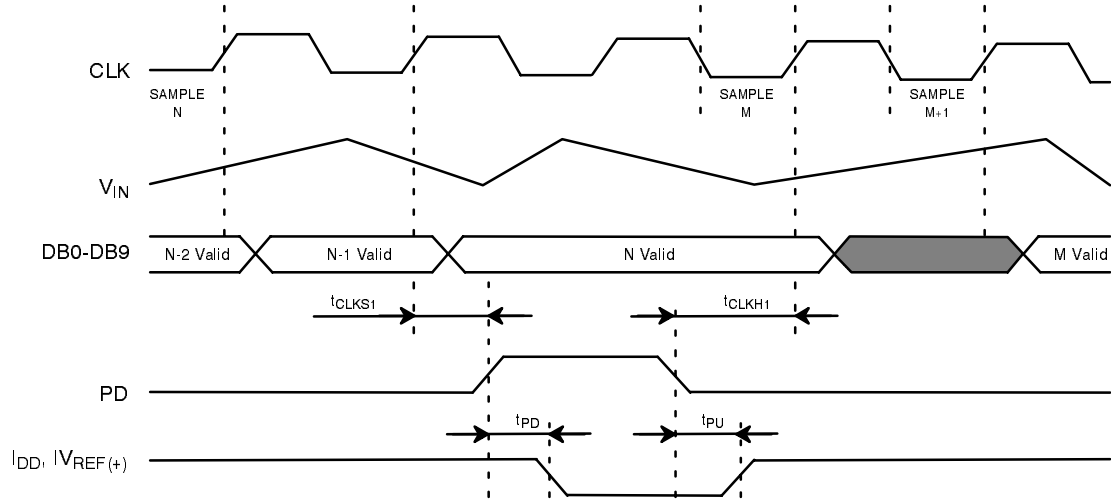 CLK
SAMPLE
N
SAMPLE
M
SAMPLE
M+1
VIN
DB0-DB9
N-2 Valid
N-1 Valid
N Valid
M Valid
tCLKS1
tCLKH1
PD
tPD
tPU
IDD, IVREF(+)